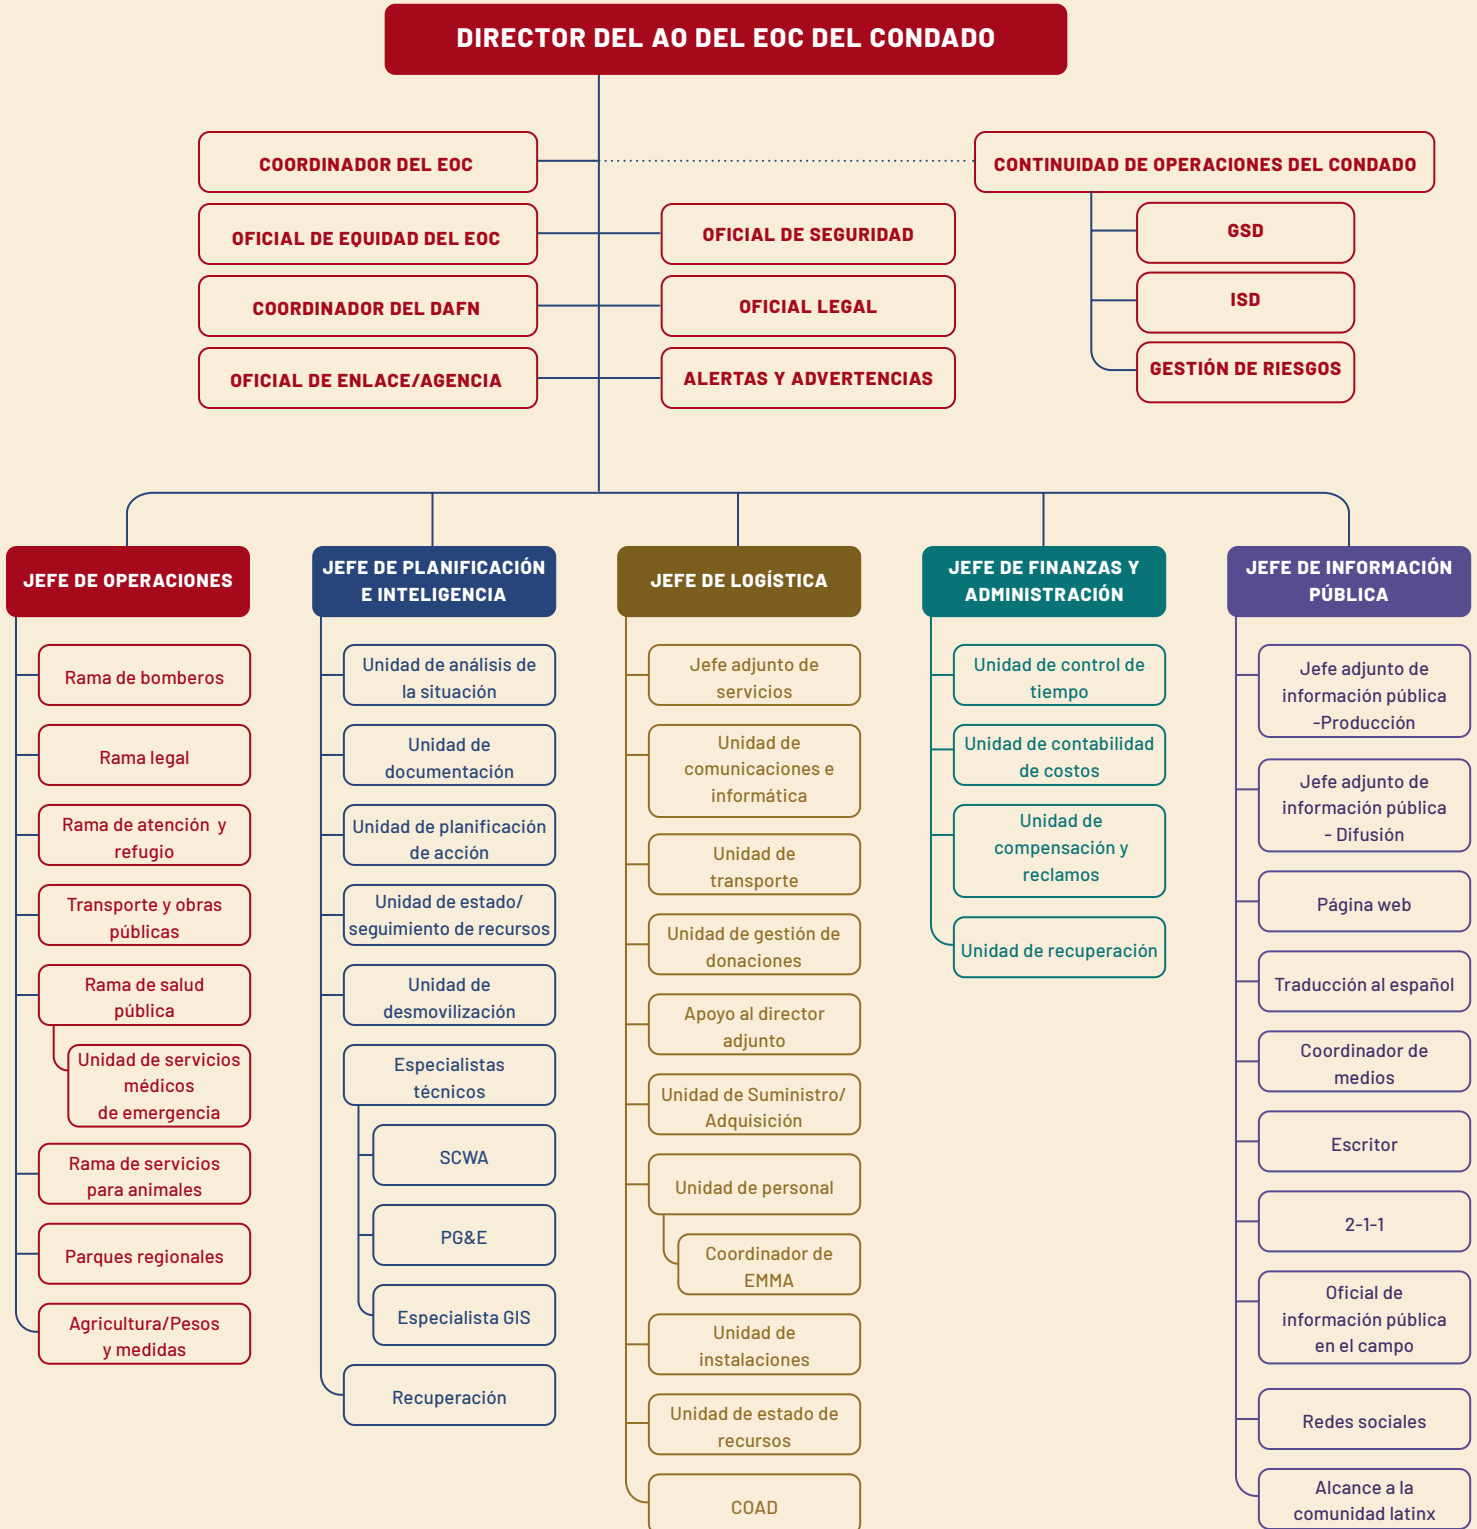 DIRECTOR DEL AO DEL EOC DEL CONDADO
COORDINADOR DEL EOC
CONTINUIDAD DE OPERACIONES DEL CONDADO
OFICIAL DE EQUIDAD DEL EOC
OFICIAL DE SEGURIDAD
GSD
COORDINADOR DEL DAFN
OFICIAL LEGAL
ISD
OFICIAL DE ENLACE/AGENCIA
ALERTAS Y ADVERTENCIAS
GESTIÓN DE RIESGOS
JEFE DE OPERACIONES
Rama de bomberos
Rama legal
Rama de atención y
refugio
Transporte y obras
públicas
Rama de salud
pública
Unidad de servicios
médicos
de emergencia
Rama de servicios
para animales
Parques regionales
Agricultura/Pesos
y medidas
JEFE DE PLANIFICACIÓN
E INTELIGENCIA
Unidad de análisis de
la situación
Unidad de
documentación
Unidad de planificación
de acción
Unidad de estado/
seguimiento de recursos
Unidad de
desmovilización
Especialistas
técnicos
SCWA
PG&E
Especialista GIS
Recuperación
JEFE DE LOGÍSTICA
Jefe adjunto de
servicios
Unidad de
comunicaciones e
informática
Unidad de
transporte
Unidad de gestión de
donaciones
Apoyo al director
adjunto
Unidad de Suministro/
Adquisición
Unidad de personal
Coordinador de
EMMA
Unidad de
instalaciones
Unidad de estado de
recursos
COAD
JEFE DE FINANZAS Y
ADMINISTRACIÓN
Unidad de control de
tiempo
Unidad de contabilidad
de costos
Unidad de
compensación y
reclamos
Unidad de recuperación
JEFE DE INFORMACIÓN
PÚBLICA
Jefe adjunto de
información pública
-Producción
Jefe adjunto de
información pública
- Difusión
Página web
Traducción al español
Coordinador de
medios
Escritor
2-1-1
Oficial de
información pública
en el campo
Redes sociales
Alcance a la
comunidad latinx